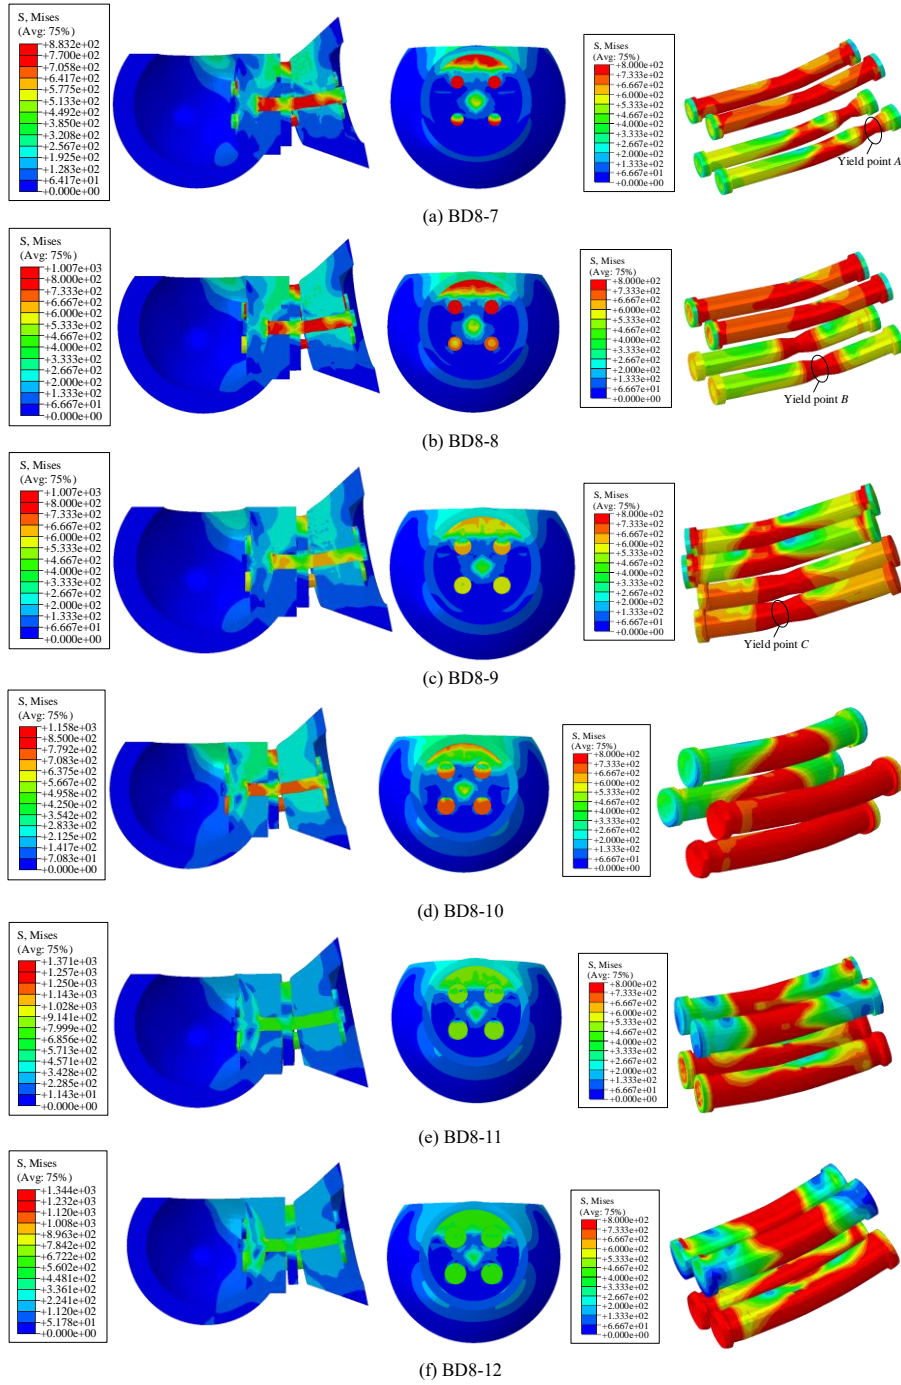 S, Mises
(Avg: 75%)
+8.832e+02
+7.700e+02
+7.058e+02
+6.417e+02
+5.775e+02
+5.133e+02
+4.492e+02
+3.850e+02
+3.208e+02
+2.567e+02
+1.925e+02
+1.283e+02
+6.417e+01
+0.000e+00
S, Mises
(Avg: 75%)
+8.000e+02
+7.333e+02
+6.667e+02
+6.000e+02
+5.333e+02
+4.667e+02
+4.000e+02
+3.333e+02
+2.667e+02
+2.000e+02
+1.333e+02
+6.667e+01
+0.000e+00
Yield point A
(a) BD8-7
S, Mises
(Avg: 75%)
+1.007e+03
+8.000e+02
+7.333e+02
+6.667e+02
+6.000e+02
+5.333e+02
+4.667e+02
+4.000e+02
+3.333e+02
+2.667e+02
+2.000e+02
+1.333e+02
+6.667e+01
+0.000e+00
S, Mises
(Avg: 75%)
+8.000e+02
+7.333e+02
+6.667e+02
+6.000e+02
+5.333e+02
+4.667e+02
+4.000e+02
+3.333e+02
+2.667e+02
+2.000e+02
+1.333e+02
+6.667e+01
+0.000e+00
Yield point B
(b) BD8-8
S, Mises
(Avg: 75%)
+1.007e+03
+8.000e+02
+7.333e+02
+6.667e+02
+6.000e+02
+5.333e+02
+4.667e+02
+4.000e+02
+3.333e+02
+2.667e+02
+2.000e+02
+1.333e+02
+6.667e+01
+0.000e+00
S, Mises
(Avg: 75%)
+8.000e+02
+7.333e+02
+6.667e+02
+6.000e+02
+5.333e+02
+4.667e+02
+4.000e+02
+3.333e+02
+2.667e+02
+2.000e+02
+1.333e+02
+6.667e+01
+0.000e+00
Yield point C
(c) BD8-9
S, Mises
(Avg: 75%)
+1.158e+03
+8.500e+02
+7.792e+02
+7.083e+02
+6.375e+02
+5.667e+02
+4.958e+02
+4.250e+02
+3.542e+02
+2.833e+02
+2.125e+02
+1.417e+02
+7.083e+01
+0.000e+00
S, Mises
(Avg: 75%)
+8.000e+02
+7.333e+02
+6.667e+02
+6.000e+02
+5.333e+02
+4.667e+02
+4.000e+02
+3.333e+02
+2.667e+02
+2.000e+02
+1.333e+02
+6.667e+01
+0.000e+00
(d) BD8-10
S, Mises
(Avg: 75%)
+1.371e+03
+1.257e+03
+1.250e+03
+1.143e+03
+1.028e+03
+9.141e+02
+7.999e+02
+6.856e+02
+5.713e+02
+4.571e+02
+3.428e+02
+2.285e+02
+1.143e+01
+0.000e+00
S, Mises
(Avg: 75%)
+8.000e+02
+7.333e+02
+6.667e+02
+6.000e+02
+5.333e+02
+4.667e+02
+4.000e+02
+3.333e+02
+2.667e+02
+2.000e+02
+1.333e+02
+6.667e+01
+0.000e+00
(e) BD8-11
S, Mises
(Avg: 75%)
+1.344e+03
+1.232e+03
+1.120e+03
+1.008e+03
+8.963e+02
+7.842e+02
+6.722e+02
+5.602e+02
+4.481e+02
+3.361e+02
+2.241e+02
+1.120e+02
+5.178e+01
+0.000e+00
S, Mises
(Avg: 75%)
+8.000e+02
+7.333e+02
+6.667e+02
+6.000e+02
+5.333e+02
+4.667e+02
+4.000e+02
+3.333e+02
+2.667e+02
+2.000e+02
+1.333e+02
+6.667e+01
+0.000e+00
(f) BD8-12